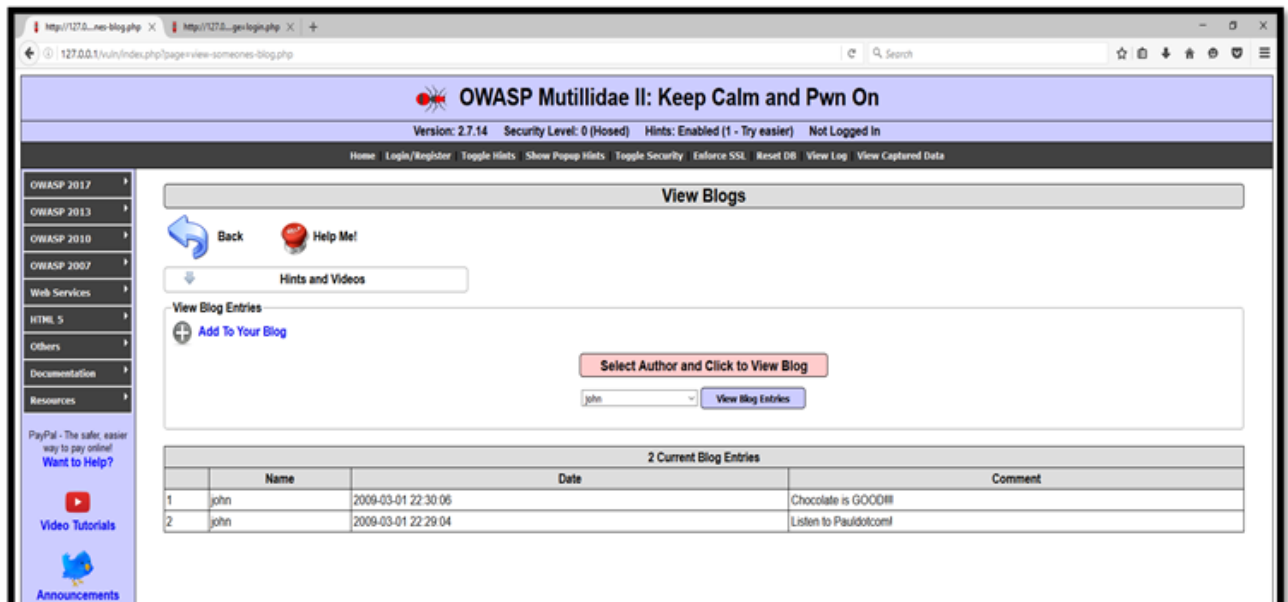 http://127.0...nes-blog.php
http://127.0...ge=login.php
127.0.0.1/vuln/index.php?page=view-someones-blog.php
Search
OWASP Mutillidae II: Keep Calm and Pwn On
Version: 2.7.14 Security Level: 0 (Hosed) Hints: Enabled (1 - Try easier) Not Logged In
Home Login/Register Toggle Hints Show Popup Hints Toggle Security Enforce SSL Reset DB View Log View Captured Data
OWASP 2017
OWASP 2013
OWASP 2010
OWASP 2007
Web Services
HTML 5
Others
Documentation
Resources
PayPal - The safer, easier
way to pay online!
Want to Help?
Video Tutorials
Announcements
View Blogs
Back
Help Me!
Hints and Videos
View Blog Entries
Add To Your Blog
Select Author and Click to View Blog
john
View Blog Entries
2 Current Blog Entries
Name Date Comment
1 john 2009-03-01 22:30:06 Chocolate is GOOD!!!
2 john 2009-03-01 22:29:04 Listen to Pauldotcom!